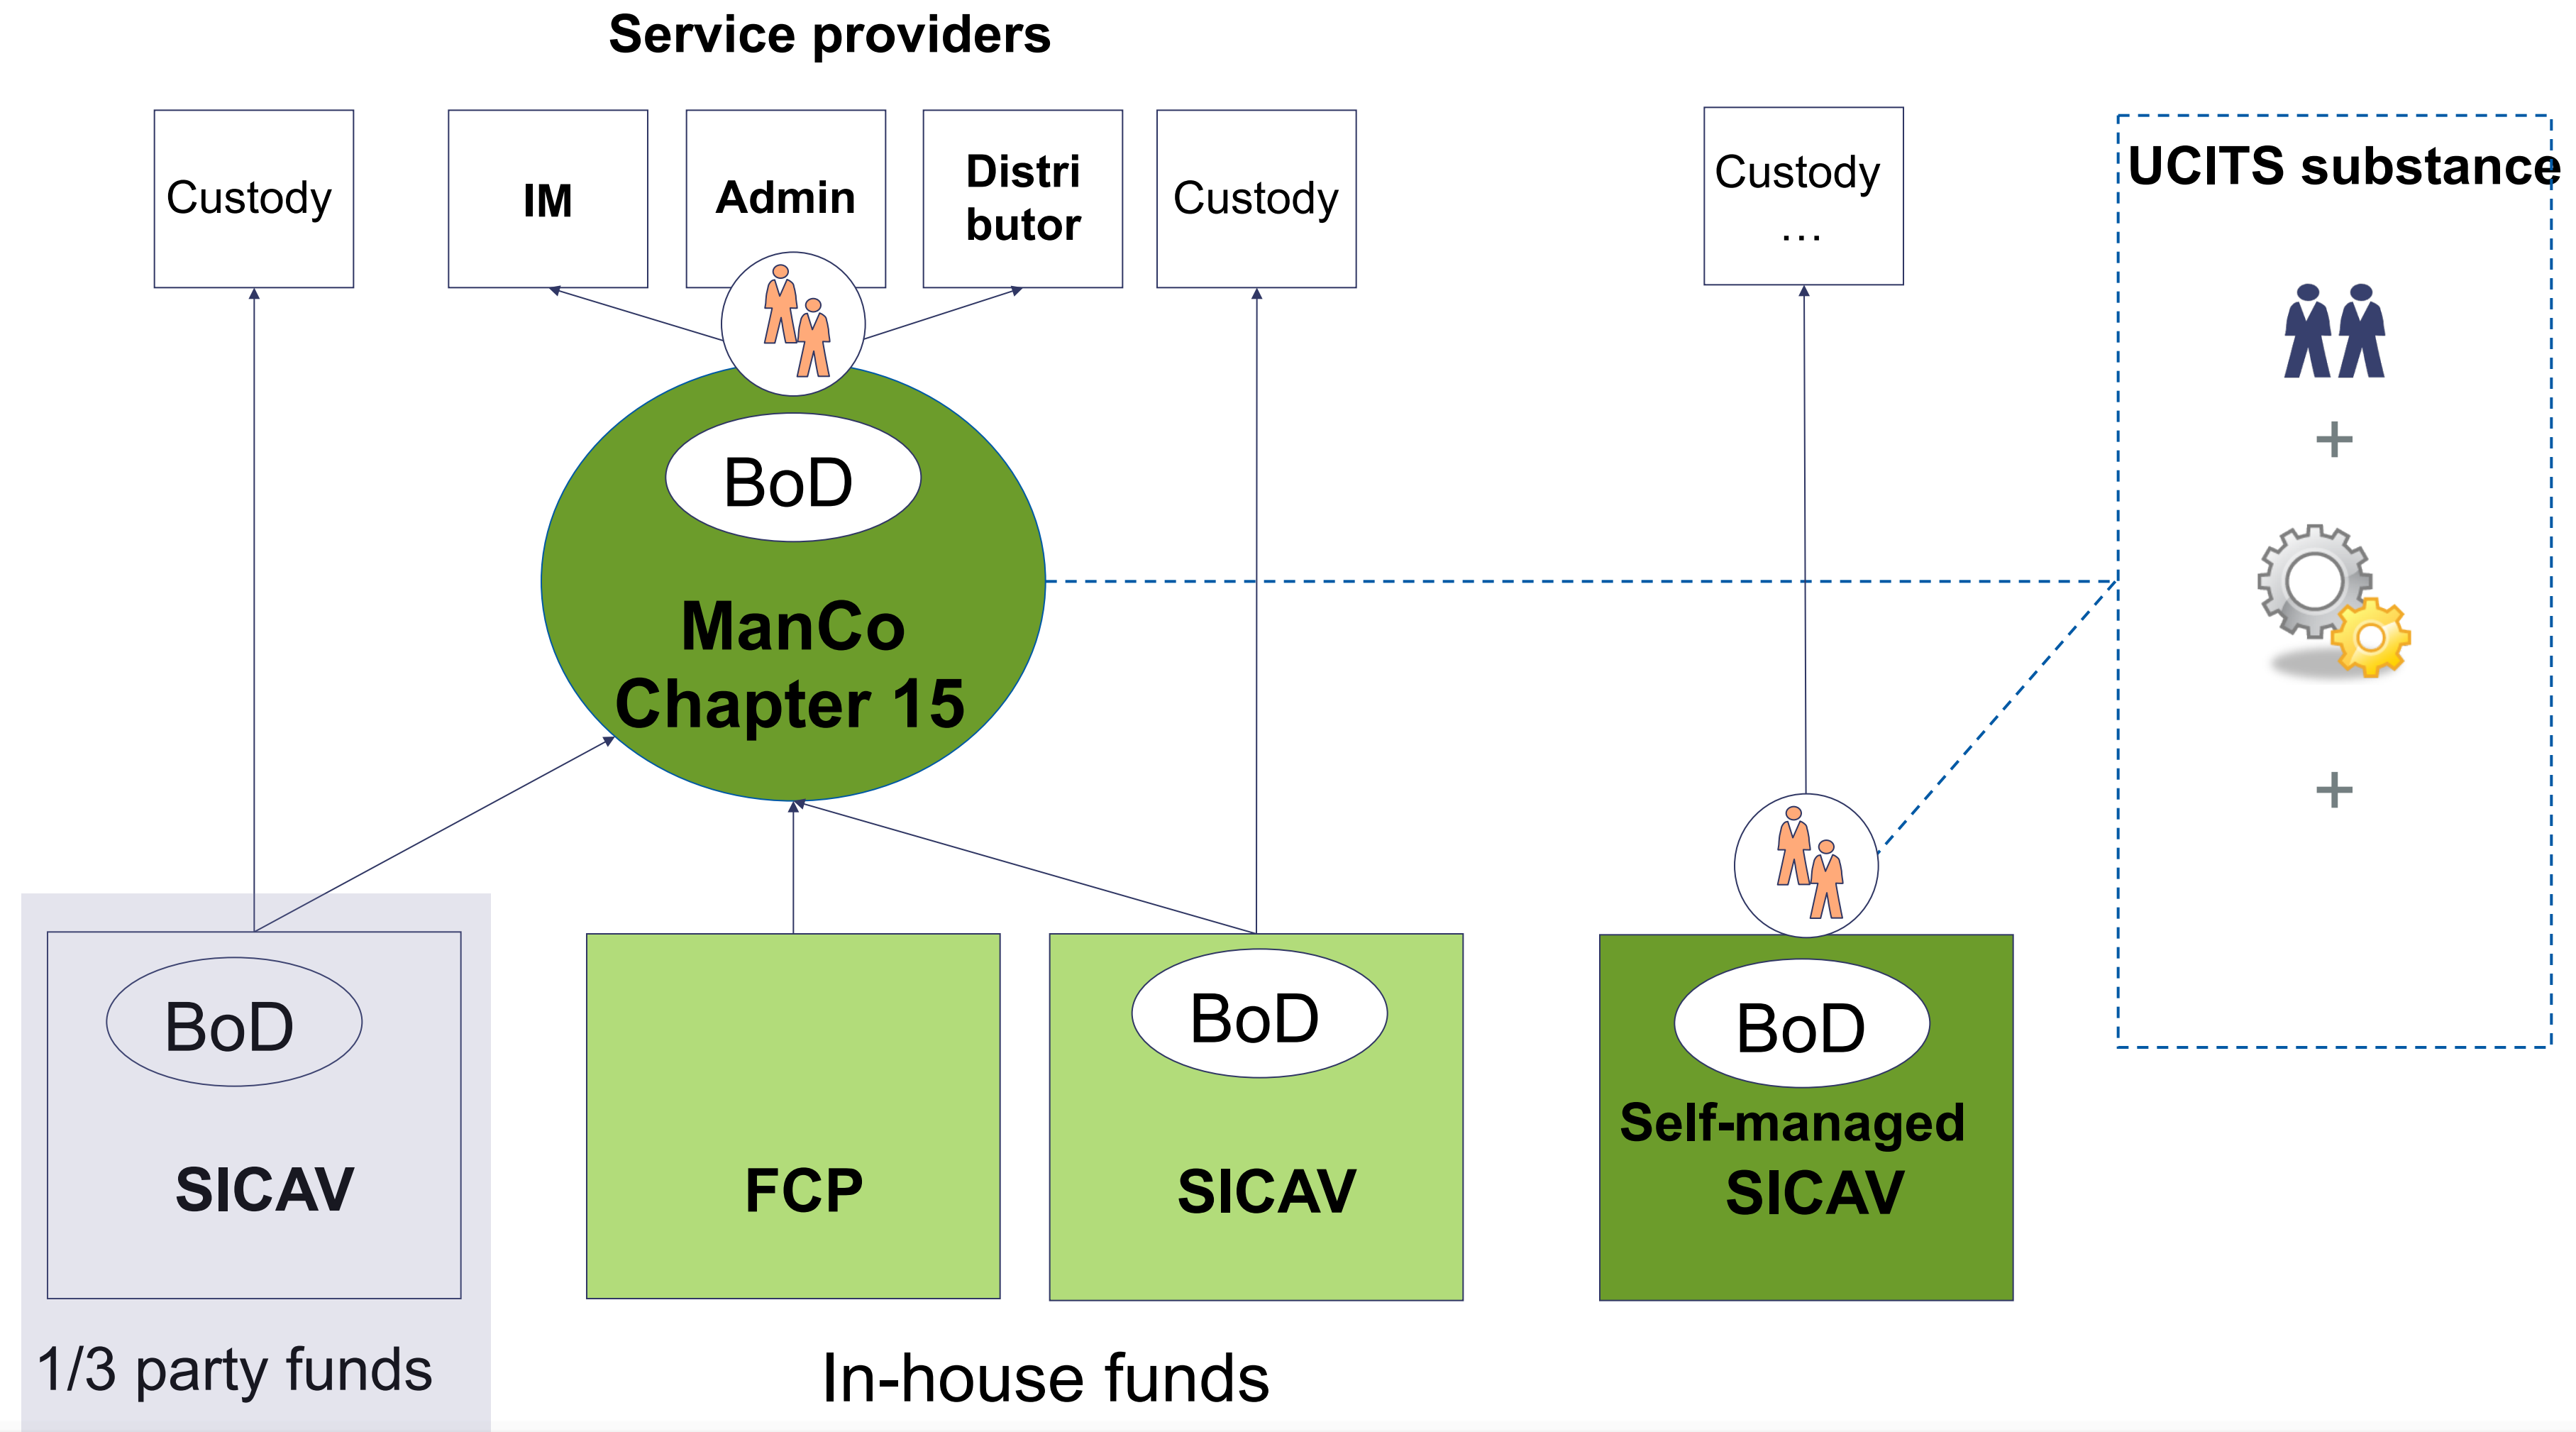 Service providers
Custody
IM
Admin
Distri
butor
Custody
Custody
…
UCITS substance
+
+
BoD
ManCo
Chapter 15
BoD
SICAV
1/3 party funds
FCP
BoD
SICAV
In-house funds
BoD
Self-managed
SICAV